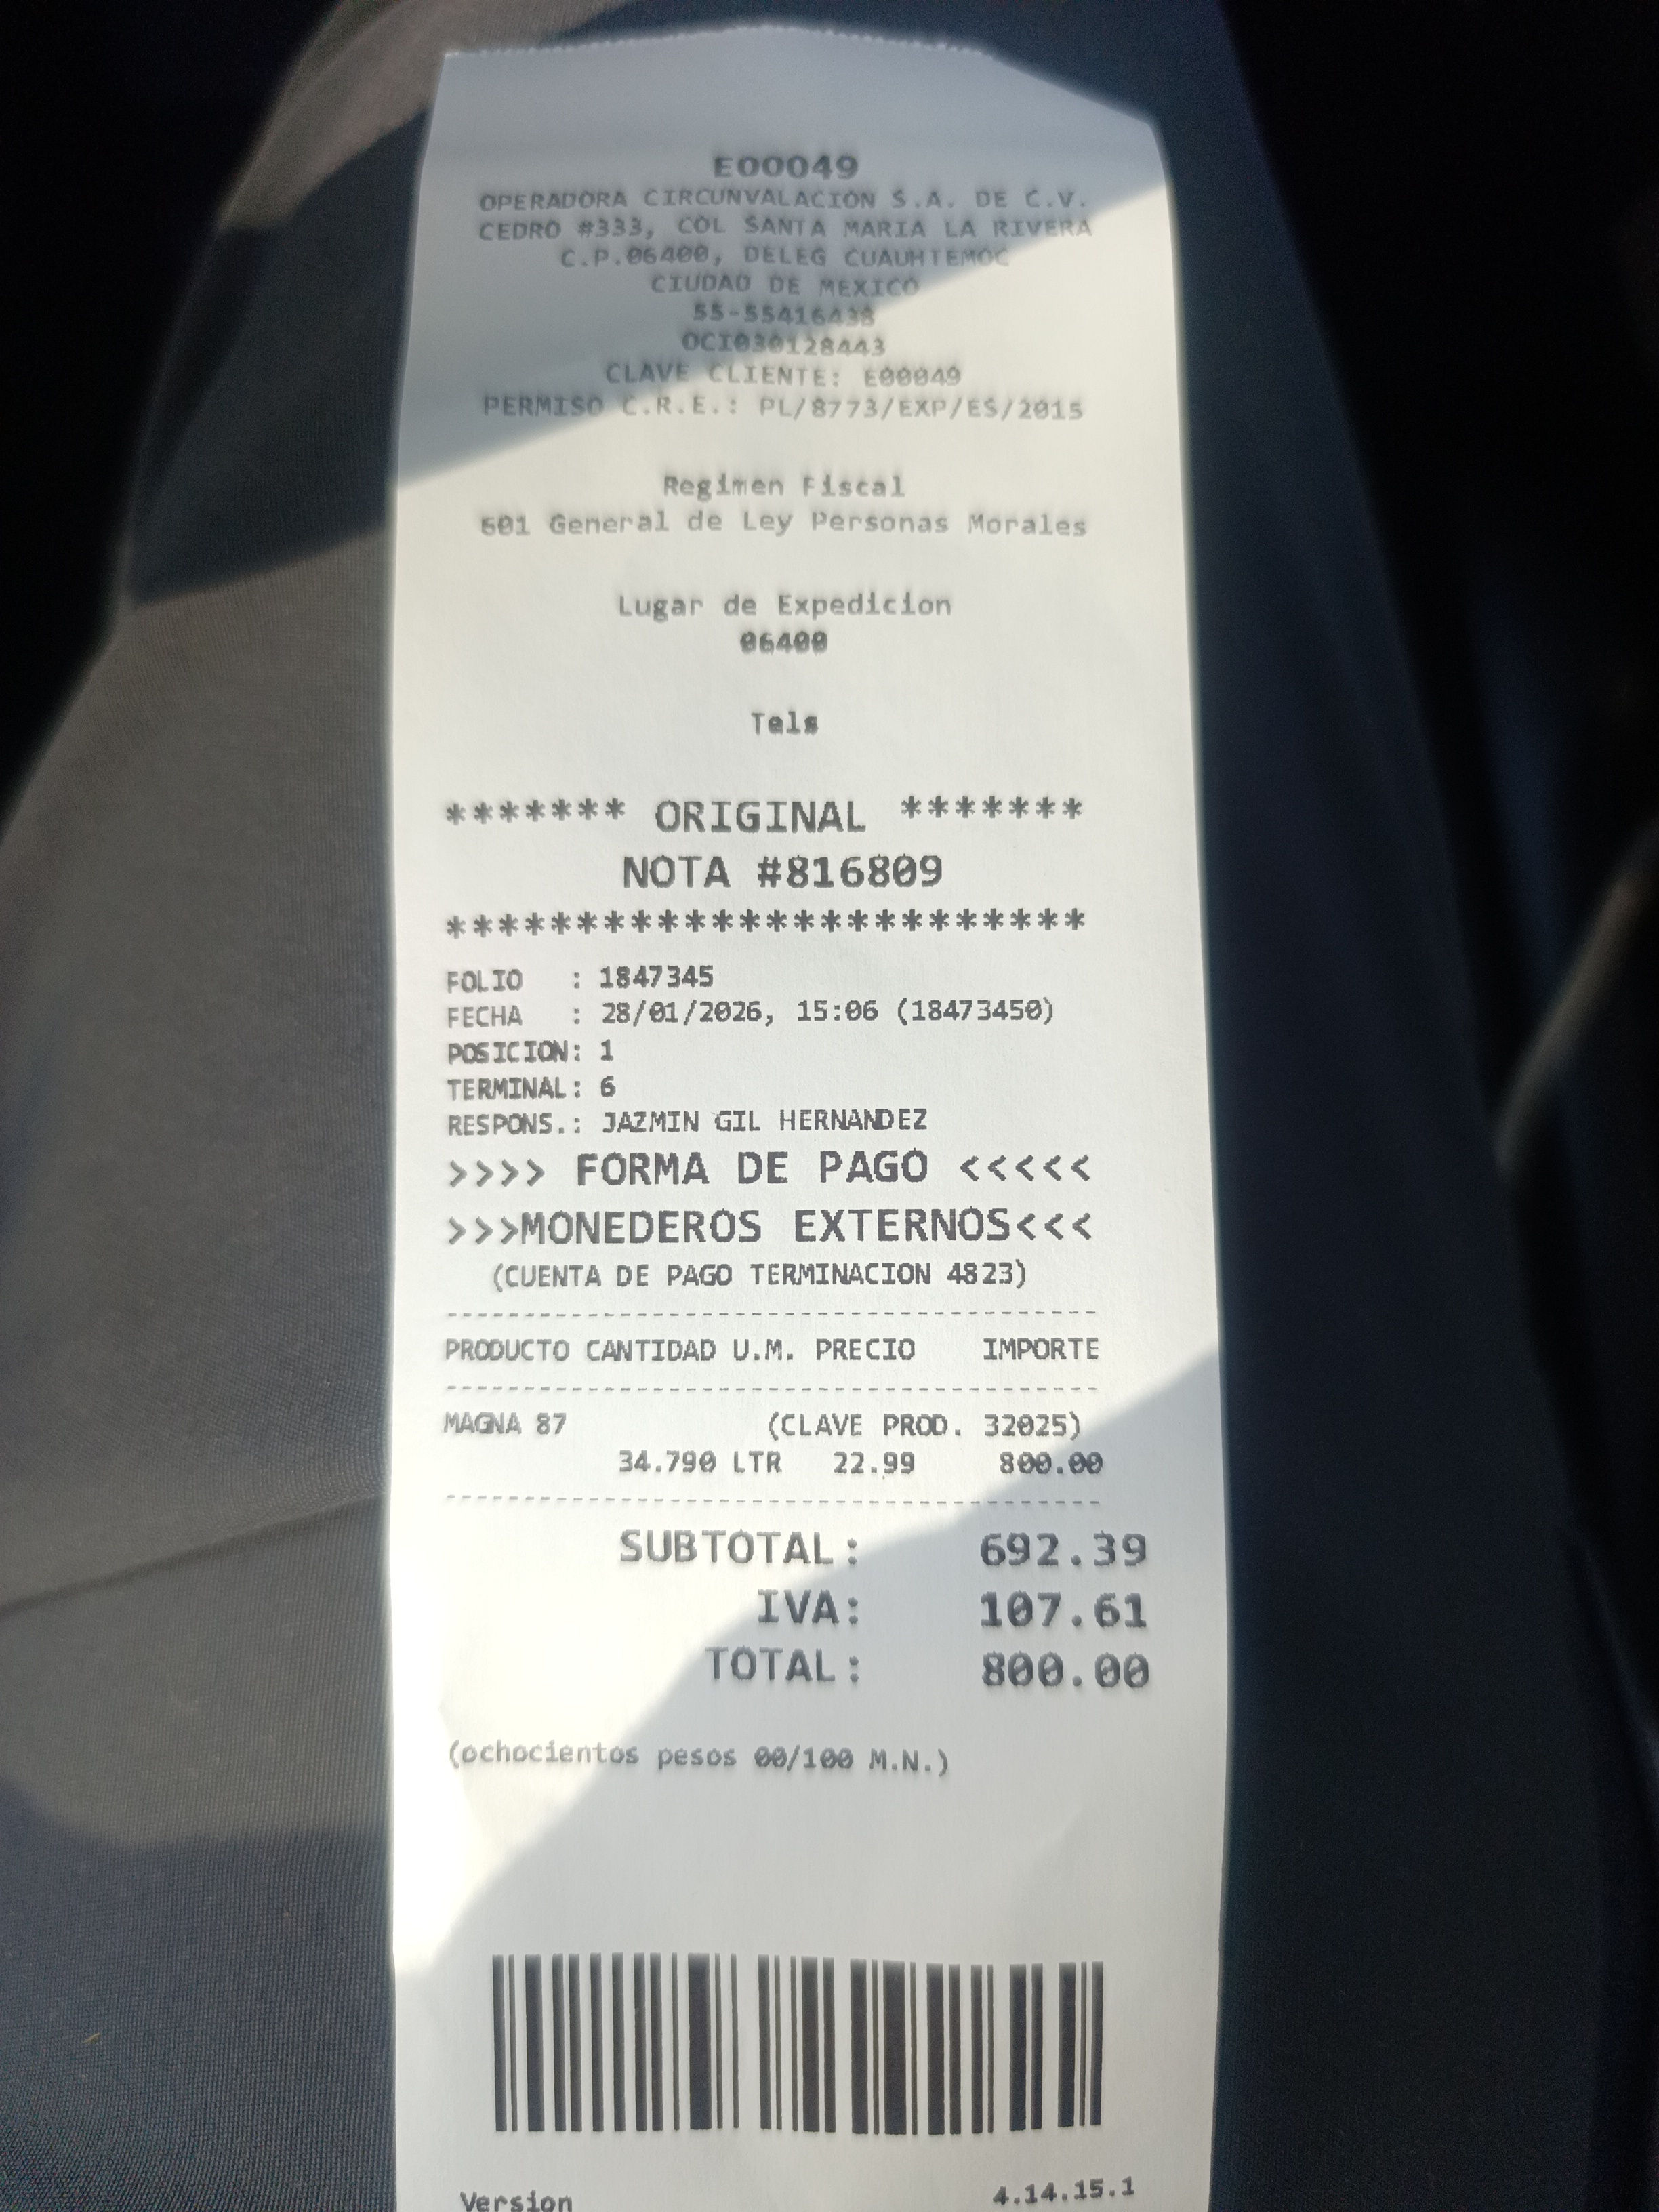 E00049
OPERADORA CIRCUNVALACION S.A. DE C.V.
CEDRO #333, COL SANTA MARIA LA RIVERA
C.P.06400, DELEG CUAUHTEMOC
CIUDAD DE MEXICO
55-55416438
OCI030128443
CLAVE CLIENTE: E00049
PERMISO C.R.E.: PL/8773/EXP/ES/2015
Regimen Fiscal
601 General de Ley Personas Morales
Lugar de Expedicion
06400
Tels
******* ORIGINAL *******
NOTA #816809
************************
FOLIO : 1847345
FECHA : 28/01/2026, 15:06 (18473450)
POSICION: 1
TERMINAL: 6
RESPONS.: JAZMIN GIL HERNANDEZ
>>>> FORMA DE PAGO <<<<<
>>>MONEDEROS EXTERNOS<<<
(CUENTA DE PAGO TERMINACION 4823)
----------------------------------------
PRODUCTO CANTIDAD U.M. PRECIO IMPORTE
----------------------------------------
MAGNA 87 (CLAVE PROD. 32025)
34.790 LTR 22.99 800.00
----------------------------------------
SUBTOTAL: 692.39
IVA: 107.61
TOTAL: 800.00
(ochocientos pesos 00/100 M.N.)
Version 4.14.15.1